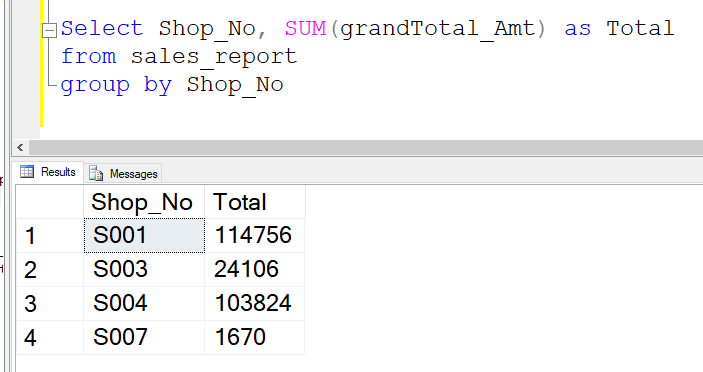 Select Shop_No, SUM(grandTotal_Amt) as Total
from sales_report
group by Shop_No
Results Messages
Shop_No Total
1 S001 114756
2 S003 24106
3 S004 103824
4 S007 1670